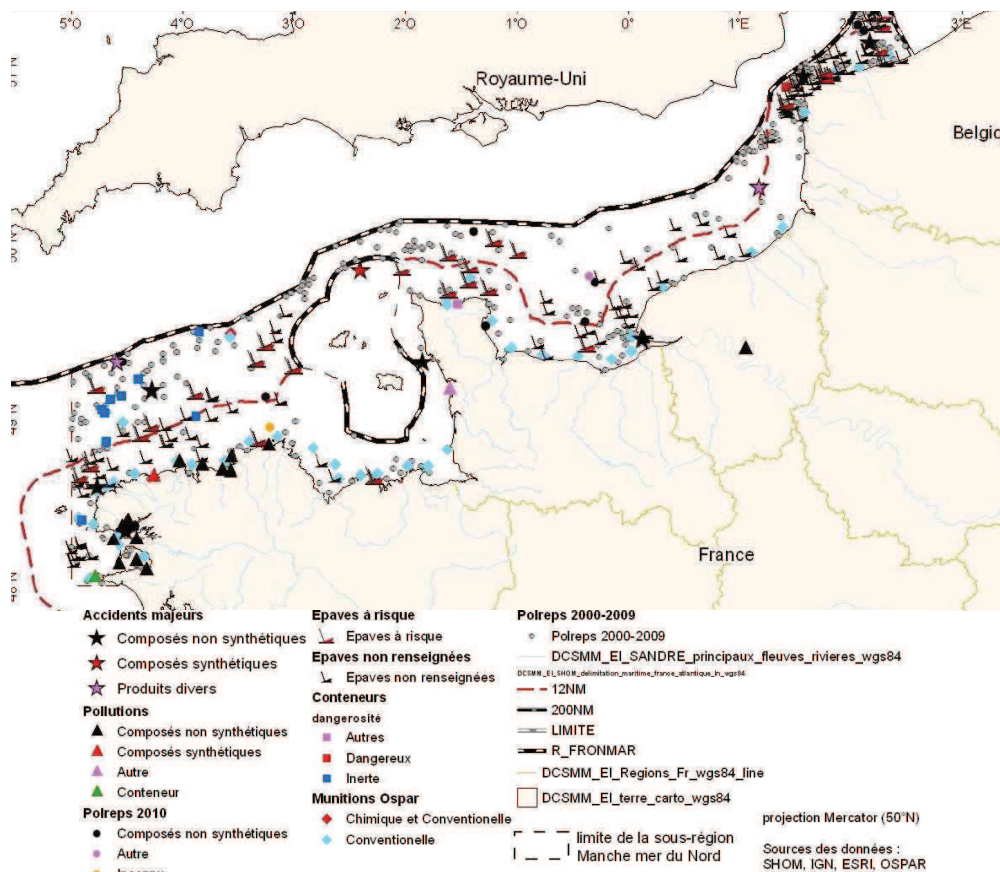 5°O 4°O 3°O 2°O 1°O 0° 1°E 2°E 3°E
Royaume-Uni
Belgiq
France
Accidents majeurs
Composés non synthétiques
Composés synthétiques
Produits divers
Pollutions
Composés non synthétiques
Composés synthétiques
Autre
Conteneur
Polreps 2010
Composés non synthétiques
Autre
Epaves à risque
Epaves à risque
Epaves non renseignées
Epaves non renseignées
Conteneurs
dangerosité
Autres
Dangereux
Inerte
Munitions Ospar
Chimique et Conventionelle
Conventionelle
Polreps 2000-2009
Polreps 2000-2009
DCSMM_EI_SANDRE_principaux_fleuves_rivieres_wgs84
DCSMM_EI_SHOM_delimitation_maritime_france_atlantique_ln_wgs84
12NM
200NM
LIMITE
R_FRONMAR
DCSMM_EI_Regions_Fr_wgs84_line
DCSMM_EI_terre_carto_wgs84
limite de la sous-région
Manche mer du Nord
projection Mercator (50°N)
Sources des données :
SHOM, IGN, ESRI, OSPAR